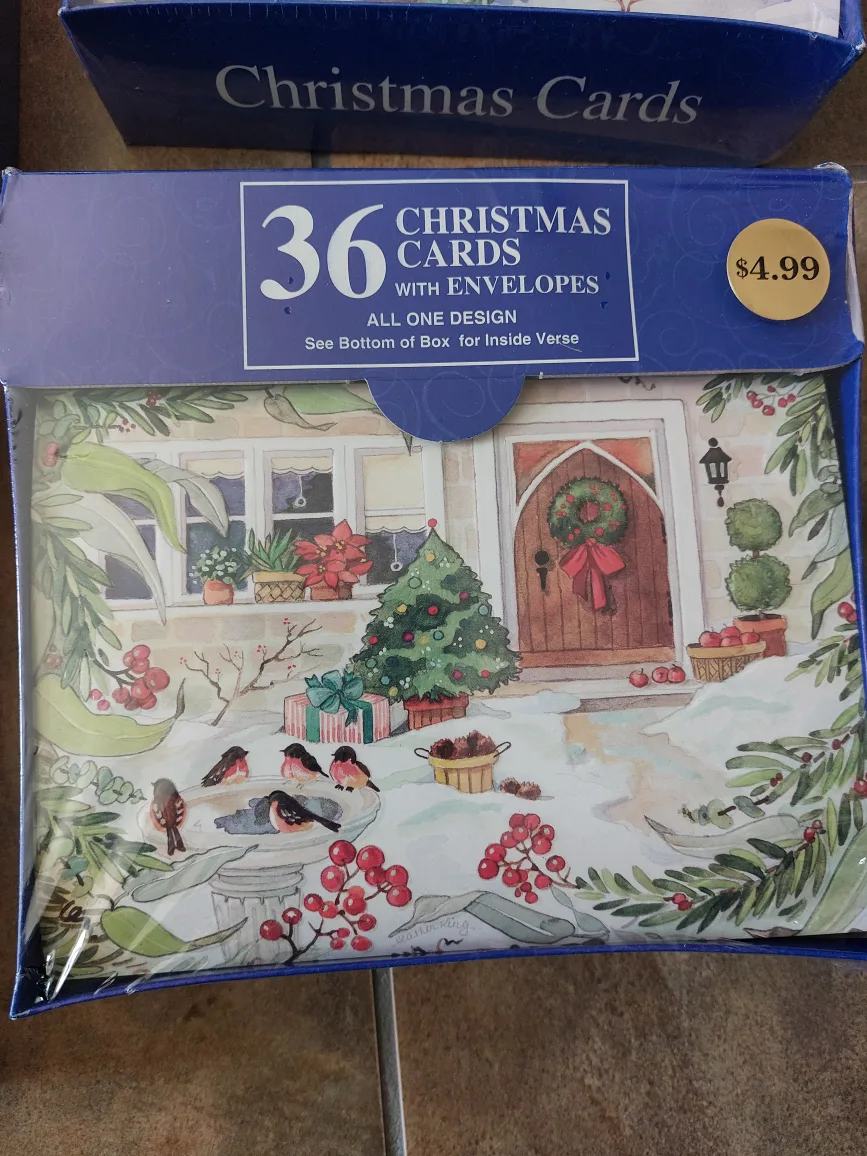 Christmas Cards
36 CHRISTMAS
CARDS
WITH ENVELOPES
ALL ONE DESIGN
See Bottom of Box for Inside Verse
$4.99